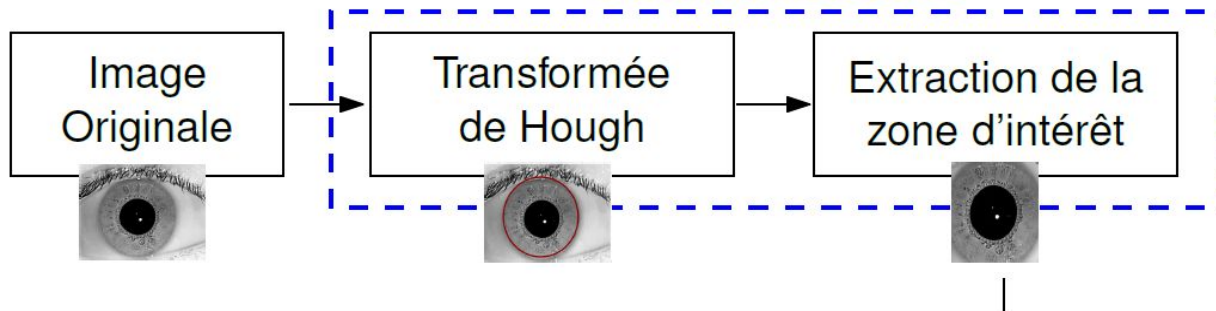 Image
Originale
Transformée
de Hough
Extraction de la
zone d'intérêt